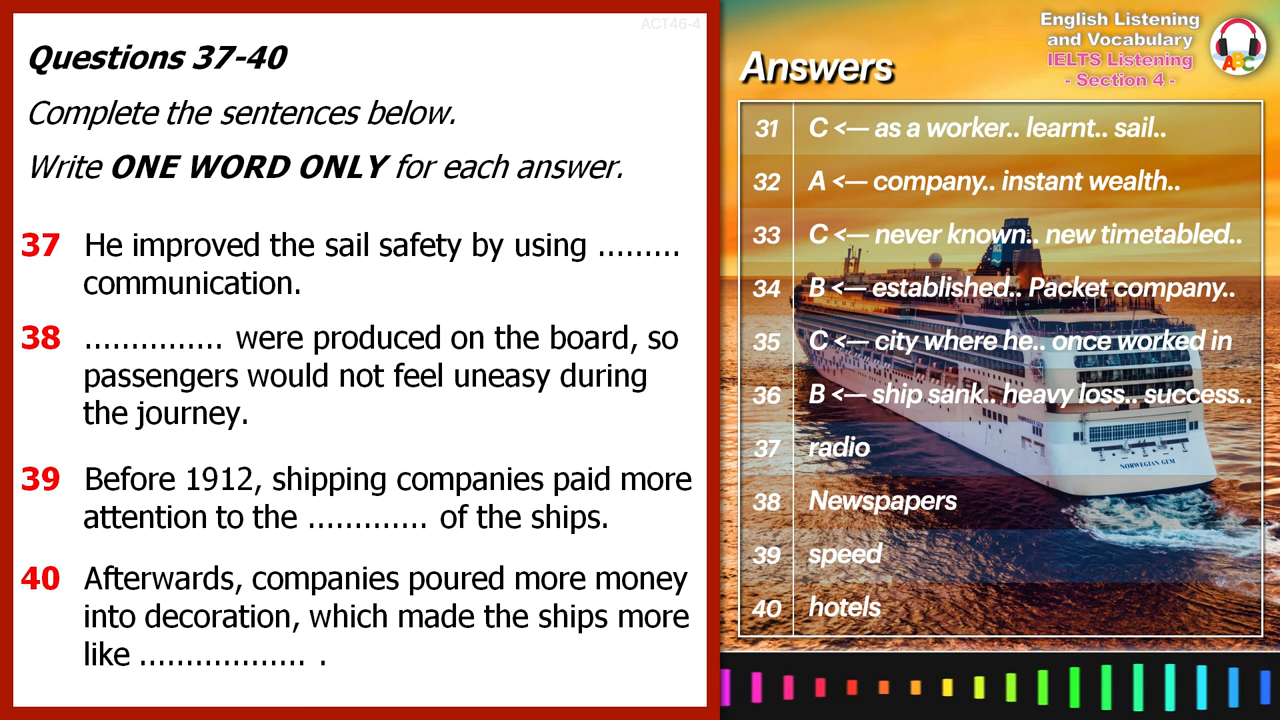 ACT46-4
Questions 37-40
Complete the sentences below.
Write ONE WORD ONLY for each answer.
37 He improved the sail safety by using .........
communication.
38 ............... were produced on the board, so
passengers would not feel uneasy during
the journey.
39 Before 1912, shipping companies paid more
attention to the ............. of the ships.
40 Afterwards, companies poured more money
into decoration, which made the ships more
like .................. .
English Listening
and Vocabulary
IELTS Listening
- Section 4 -
ABC
Answers
31 C <— as a worker.. learnt.. sail..
32 A <— company.. instant wealth..
33 C <— never known.. new timetabled..
34 B <— established.. Packet company..
35 C <— city where he.. once worked in
36 B <— ship sank.. heavy loss.. success..
37 radio
38 Newspapers
39 speed
40 hotels
NORWEGIAN GEM